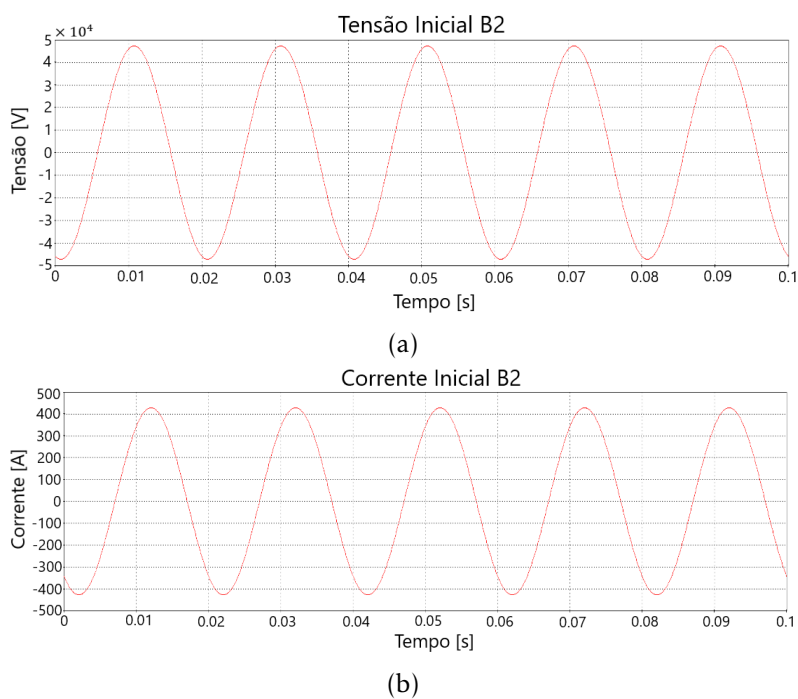 Tensão Inicial B2
5 × 10⁴
4
3
2
1
0
-1
-2
-3
-4
-5
Tensão [V]
0 0.01 0.02 0.03 0.04 0.05 0.06 0.07 0.08 0.09 0.1
Tempo [s]
(a)
Corrente Inicial B2
500
400
300
200
100
0
-100
-200
-300
-400
-500
Corrente [A]
0 0.01 0.02 0.03 0.04 0.05 0.06 0.07 0.08 0.09 0.1
Tempo [s]
(b)